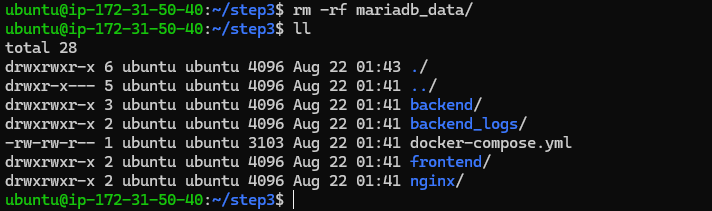 ubuntu@ip-172-31-50-40:~/step3$ rm -rf mariadb_data/
ubuntu@ip-172-31-50-40:~/step3$ ll
total 28
drwxrwxr-x 6 ubuntu ubuntu 4096 Aug 22 01:43 ./
drwxr-x--- 5 ubuntu ubuntu 4096 Aug 22 01:41 ../
drwxrwxr-x 3 ubuntu ubuntu 4096 Aug 22 01:41 backend/
drwxrwxr-x 2 ubuntu ubuntu 4096 Aug 22 01:41 backend_logs/
-rw-rw-r-- 1 ubuntu ubuntu 3103 Aug 22 01:41 docker-compose.yml
drwxrwxr-x 2 ubuntu ubuntu 4096 Aug 22 01:41 frontend/
drwxrwxr-x 2 ubuntu ubuntu 4096 Aug 22 01:41 nginx/
ubuntu@ip-172-31-50-40:~/step3$